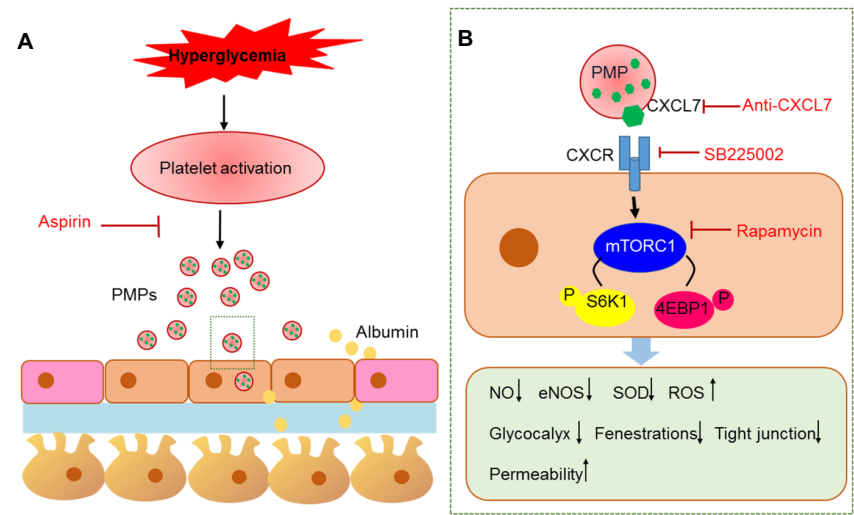 A
Hyperglycemia
Platelet activation
Aspirin
PMPs
Albumin
B
PMP
CXCL7
Anti-CXCL7
CXCR
SB225002
mTORC1
Rapamycin
P
S6K1
4EBP1
P
NO↓ eNOS↓ SOD↓ ROS↑
Glycocalyx↓ Fenestrations↓ Tight junction↓
Permeability↑